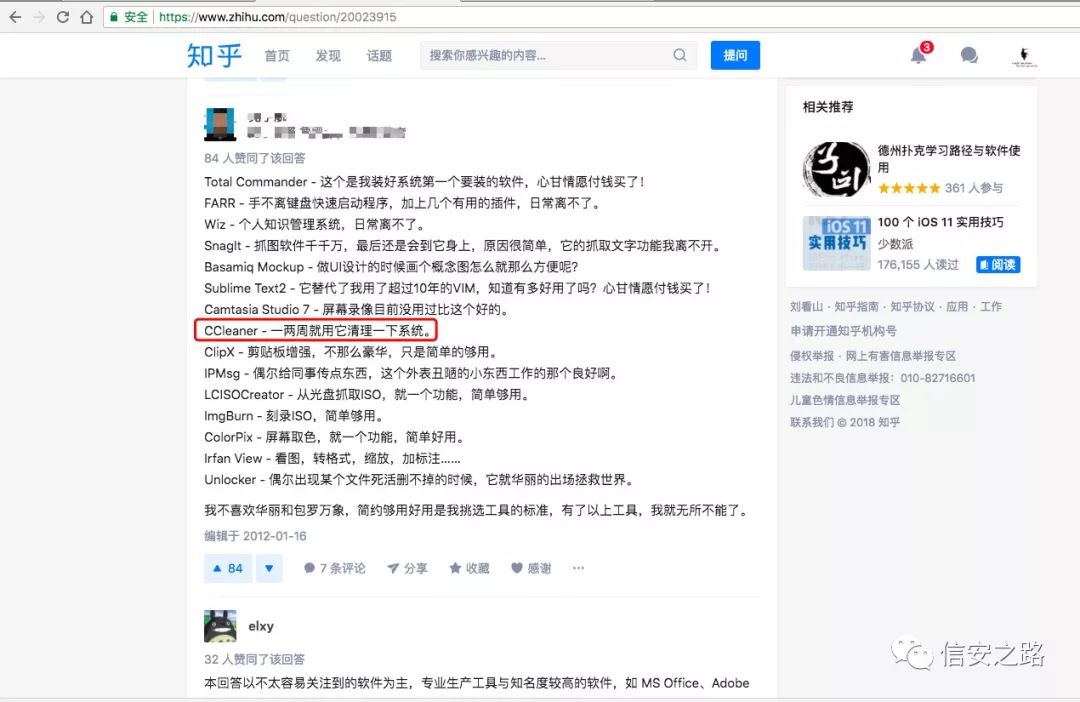 安全 | https://www.zhihu.com/question/20023915
知乎 首页 发现 话题 搜索你感兴趣的内容... 提问 3
84 人赞同了该回答
Total Commander - 这个是我装好系统第一个要装的软件，心甘情愿付钱买了！
FARR - 手不离键盘快速启动程序，加上几个有用的插件，日常离不了。
Wiz - 个人知识管理系统，日常离不了。
SnagIt - 抓图软件千千万，最后还是会到它身上，原因很简单，它的抓取文字功能我离不开。
Basamiq Mockup - 做UI设计的时候画个概念图怎么就那么方便呢？
Sublime Text2 - 它替代了我用了超过10年的VIM，知道有多好用了吗？心甘情愿付钱买了！
Camtasia Studio 7 - 屏幕录像目前没用过比这个好的。
CCleaner - 一两周就用它清理一下系统。
ClipX - 剪贴板增强，不那么豪华，只是简单的够用。
IPMsg - 偶尔给同事传点东西，这个外表丑陋的小东西工作的那个良好啊。
LCISOCreator - 从光盘抓取ISO，就一个功能，简单够用。
ImgBurn - 刻录ISO，简单够用。
ColorPix - 屏幕取色，就一个功能，简单好用。
Irfan View - 看图，转格式，缩放，加标注......
Unlocker - 偶尔出现某个文件死活删不掉的时候，它就华丽的出场拯救世界。
我不喜欢华丽和包罗万象，简约够用好用是我挑选工具的标准，有了以上工具，我就无所不能了。
编辑于 2012-01-16
84 7 条评论 分享 收藏 感谢 ···
elxy
32 人赞同了该回答
本回答以不太容易关注到的软件为主，专业生产工具与知名度较高的软件，如 MS Office、Adobe
相关推荐
德州扑克学习路径与软件使
用
361 人参与
iOS 11
实用技巧
100 个 iOS 11 实用技巧
少数派
176,155 人读过 阅读
刘看山 · 知乎指南 · 知乎协议 · 应用 · 工作
申请开通知乎机构号
侵权举报 · 网上有害信息举报专区
违法和不良信息举报：010-82716601
儿童色情信息举报专区
联系我们 © 2018 知乎
信安之路